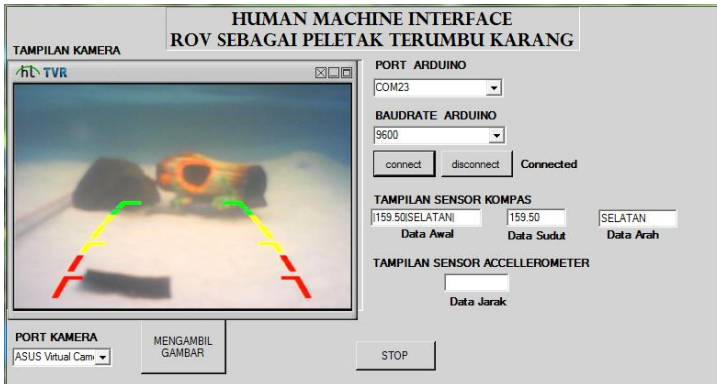 HUMAN MACHINE INTERFACE
ROV SEBAGAI PELETAK TERUMBU KARANG
TAMPILAN KAMERA
TVR
PORT ARDUINO
COM23
BAUDRATE ARDUINO
9600
connect disconnect Connected
TAMPILAN SENSOR KOMPAS
|159.50|SELATAN| 159.50 SELATAN
Data Awal Data Sudut Data Arah
TAMPILAN SENSOR ACCELLEROMETER
Data Jarak
PORT KAMERA
ASUS Virtual Cam
MENGAMBIL
GAMBAR
STOP